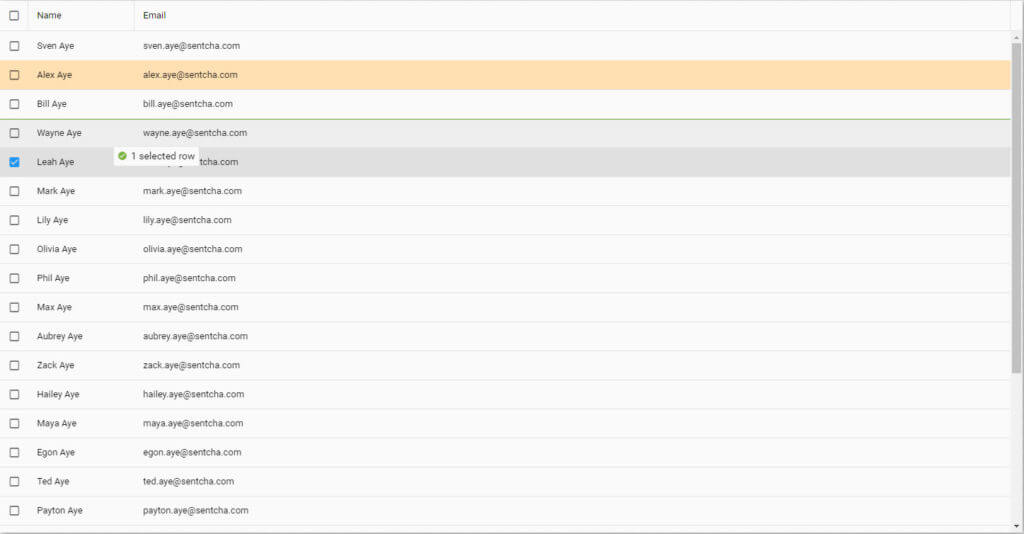 Name Email
Sven Aye sven.aye@sentcha.com
Alex Aye alex.aye@sentcha.com
Bill Aye bill.aye@sentcha.com
Wayne Aye wayne.aye@sentcha.com
1 selected row
Leah Aye tcha.com
Mark Aye mark.aye@sentcha.com
Lily Aye lily.aye@sentcha.com
Olivia Aye olivia.aye@sentcha.com
Phil Aye phil.aye@sentcha.com
Max Aye max.aye@sentcha.com
Aubrey Aye aubrey.aye@sentcha.com
Zack Aye zack.aye@sentcha.com
Hailey Aye hailey.aye@sentcha.com
Maya Aye maya.aye@sentcha.com
Egon Aye egon.aye@sentcha.com
Ted Aye ted.aye@sentcha.com
Payton Aye payton.aye@sentcha.com